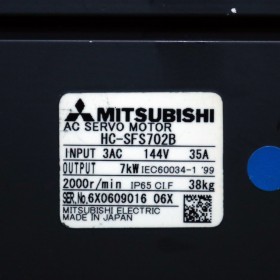 MITSUBISHI
AC SERVO MOTOR
HC-SFS702B
INPUT 3AC 144V 35A
OUTPUT 7kW IEC60034-1 '99
2000r/min IP65 Cl.F 38kg
SER.No.6X0609016 06X
MITSUBISHI ELECTRIC
MADE IN JAPAN